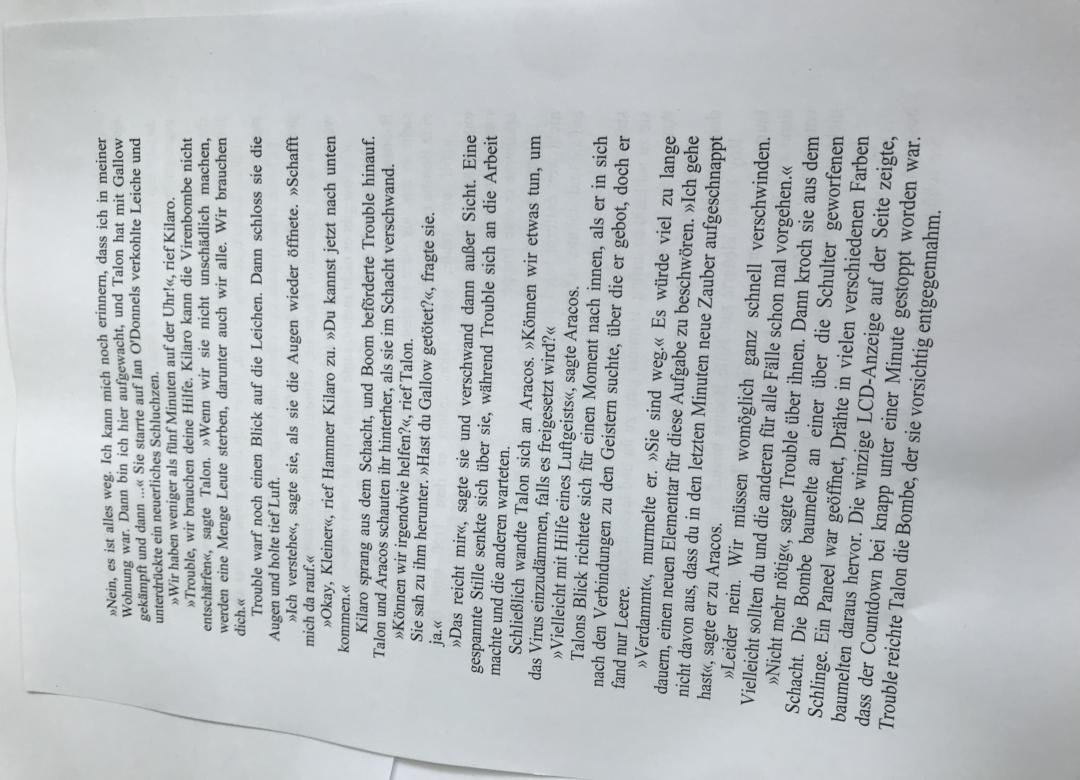 »Nein, es ist alles weg. Ich kann mich noch erinnern, dass ich in meiner
Wohnung war. Dann bin ich hier aufgewacht, und Talon hat mit Gallow
gekämpft und dann ...« Sie starrte auf Ian O'Donnels verkohlte Leiche und
unterdrückte ein neuerliches Schluchzen.
»Wir haben weniger als fünf Minuten auf der Uhr!«, rief Kilaro.
»Trouble, wir brauchen deine Hilfe. Kilaro kann die Virenbombe nicht
entschärfen«, sagte Talon. »Wenn wir sie nicht unschädlich machen,
werden eine Menge Leute sterben, darunter auch wir alle. Wir brauchen
dich.«
Trouble warf noch einen Blick auf die Leichen. Dann schloss sie die
Augen und holte tief Luft.
»Ich verstehe«, sagte sie, als sie die Augen wieder öffnete. »Schafft
mich da rauf.«
»Okay, Kleiner«, rief Hammer Kilaro zu. »Du kannst jetzt nach unten
kommen.«
Kilaro sprang aus dem Schacht, und Boom beförderte Trouble hinauf.
Talon und Aracos schauten ihr hinterher, als sie im Schacht verschwand.
»Können wir irgendwie helfen?«, rief Talon.
Sie sah zu ihm herunter. »Hast du Gallow getötet?«, fragte sie.
ja.«
»Das reicht mir«, sagte sie und verschwand dann außer Sicht. Eine
gespannte Stille senkte sich über sie, während Trouble sich an die Arbeit
machte und die anderen warteten.
Schließlich wandte Talon sich an Aracos. »Können wir etwas tun, um
das Virus einzudämmen, falls es freigesetzt wird?«
»Vielleicht mit Hilfe eines Luftgeists«, sagte Aracos.
Talons Blick richtete sich für einen Moment nach innen, als er in sich
nach den Verbindungen zu den Geistern suchte, über die er gebot, doch er
fand nur Leere.
»Verdammt«, murmelte er. »Sie sind weg.« Es würde viel zu lange
dauern, einen neuen Elementar für diese Aufgabe zu beschwören. »Ich gehe
nicht davon aus, dass du in den letzten Minuten neue Zauber aufgeschnappt
hast«, sagte er zu Aracos.
»Leider nein. Wir müssen womöglich ganz schnell verschwinden.
Vielleicht sollten du und die anderen für alle Fälle schon mal vorgehen.«
»Nicht mehr nötig«, sagte Trouble über ihnen. Dann kroch sie aus dem
Schacht. Die Bombe baumelte an einer über die Schulter geworfenen
Schlinge. Ein Paneel war geöffnet, Drähte in vielen verschiedenen Farben
baumelten daraus hervor. Die winzige LCD-Anzeige auf der Seite zeigte,
dass der Countdown bei knapp unter einer Minute gestoppt worden war.
Trouble reichte Talon die Bombe, der sie vorsichtig entgegennahm.